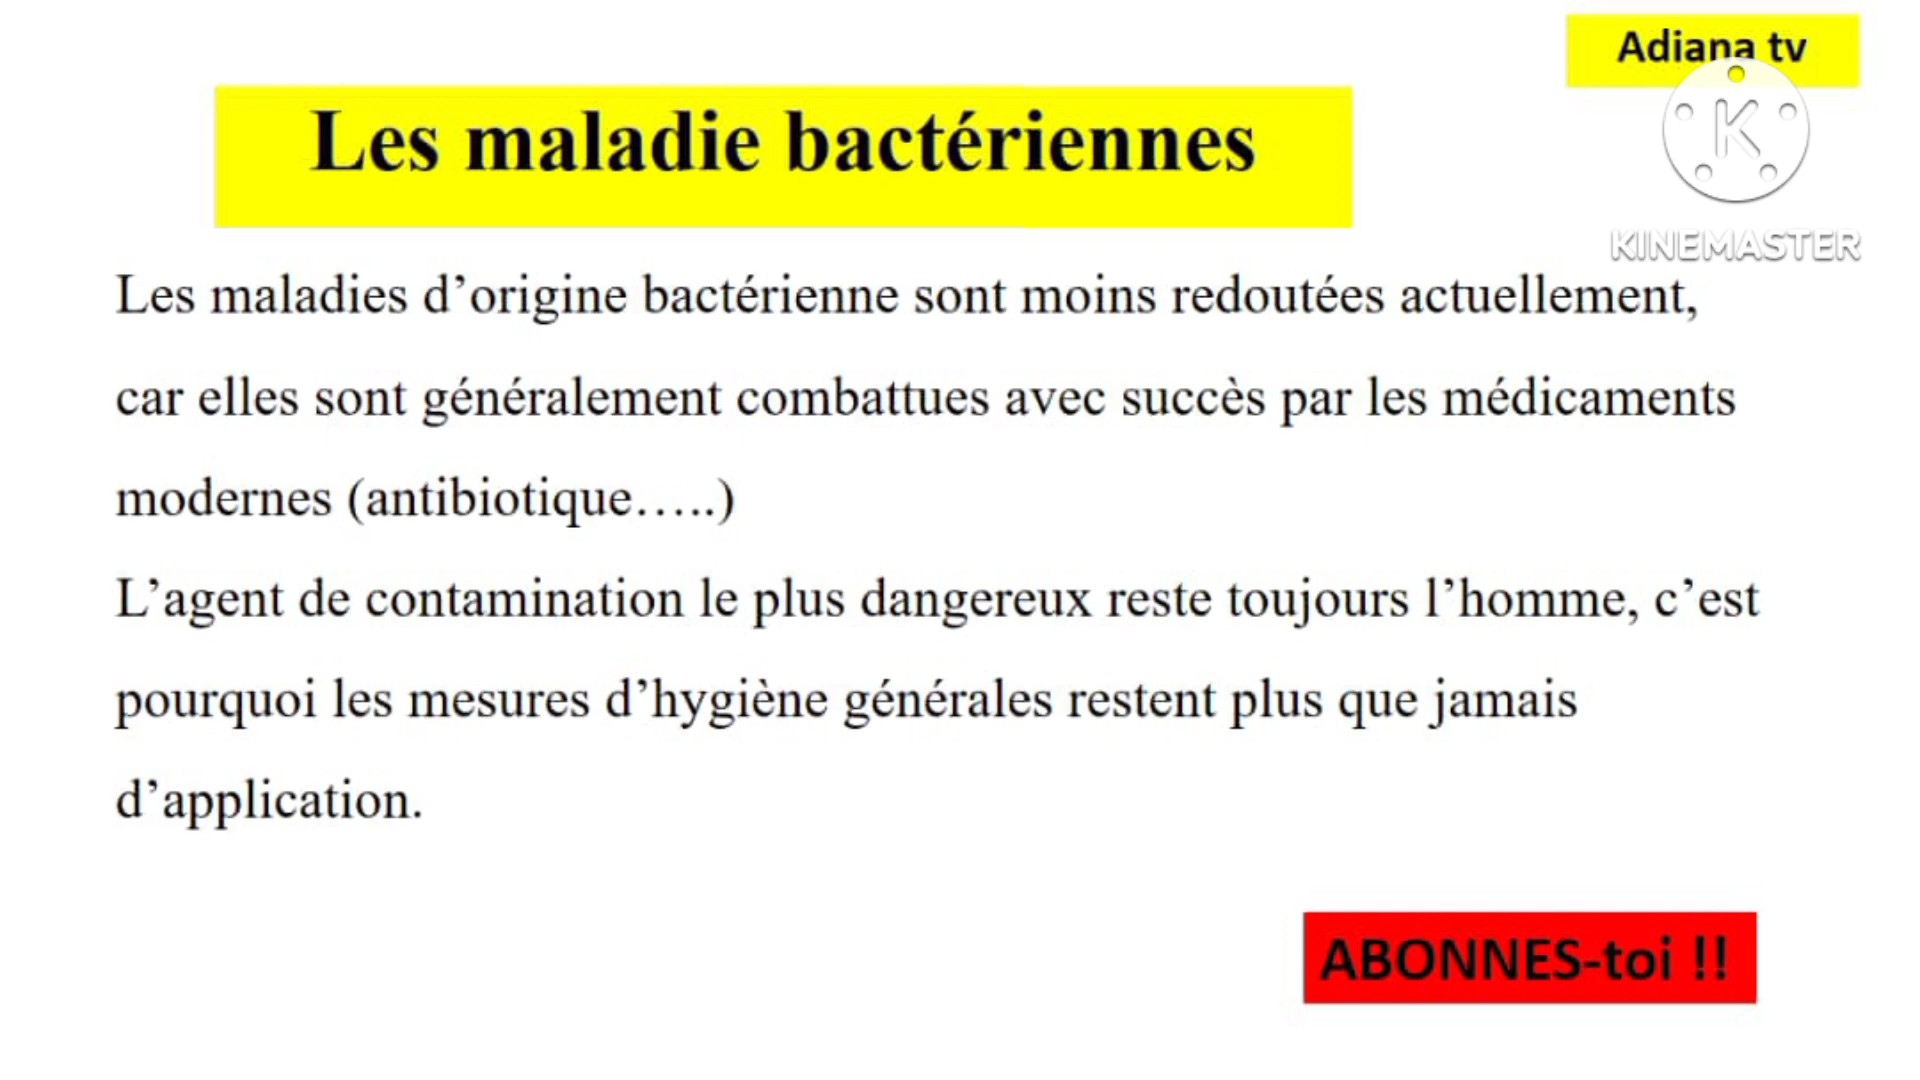 Adiana tv
K
KINEMASTER
Les maladie bactériennes
Les maladies d’origine bactérienne sont moins redoutées actuellement,
car elles sont généralement combattues avec succès par les médicaments
modernes (antibiotique…..)
L’agent de contamination le plus dangereux reste toujours l’homme, c’est
pourquoi les mesures d’hygiène générales restent plus que jamais
d’application.
ABONNES-toi !!